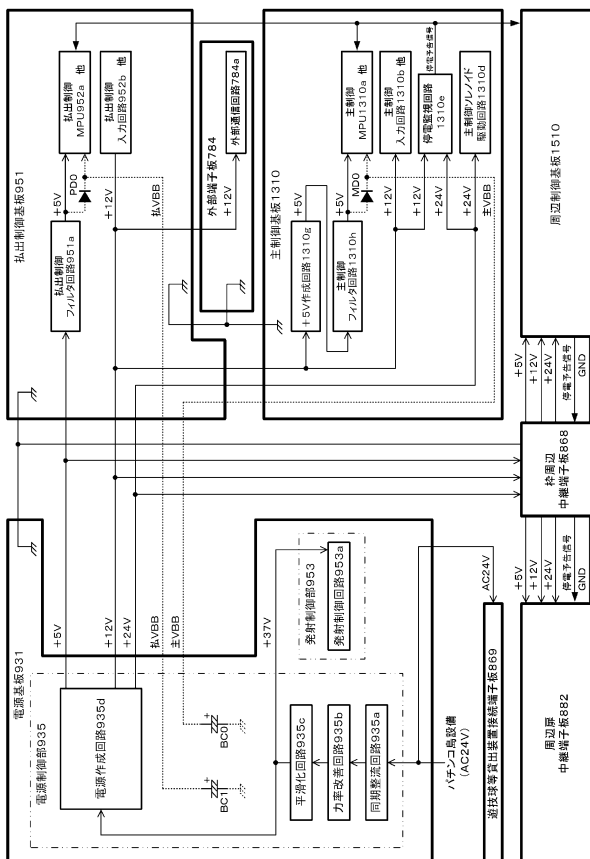 電源基板931
電源制御部935
電源作成回路935d
+5V
+12V
+24V
払VBB
主VBB
+37V
BC1
BC0
平滑化回路935c
力率改善回路935b
同期整流回路935a
発射制御部953
発射制御回路953a
パチンコ島設備
(AC24V)
AC24V
遊技球等貸出装置接続端子板869
周辺扉
中継端子板882
+5V
+12V
+24V
停電予告信号
GND
枠周辺
中継端子板868
+5V
+12V
+24V
停電予告信号
GND
周辺制御基板1510
払出制御基板951
払出制御
フィルタ回路951a
+5V
PD0
払出制御
MPU952a 他
+12V
払出制御
入力回路952b 他
払VBB
外部端子板784
+12V
外部通信回路784a
主制御基板1310
+5V作成回路1310g
+5V
主制御
フィルタ回路1310h
+5V
MD0
主制御
MPU1310a 他
+12V
主制御
入力回路1310b 他
+12V
+24V
停電監視回路
1310e
停電予告信号
+24V
主制御ソレノイド
駆動回路1310d
主VBB